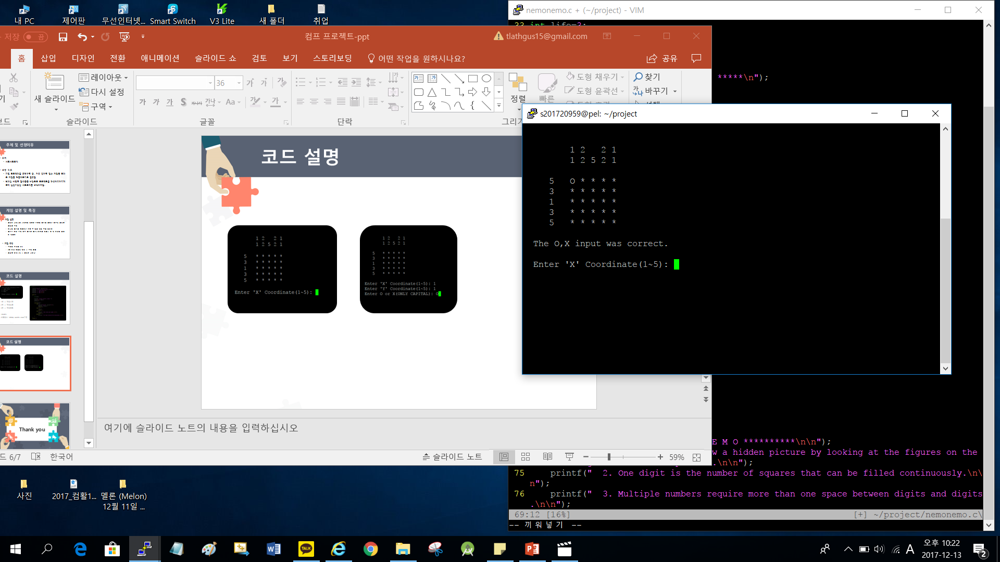 내 PC
제어판
무선인터넷...
Smart Switch
V3 Lite
새 폴더
취업
nemonemo.c + (~/project) - VIM
저장
끔
컴프 프로젝트-ppt
tlathgus15@gmail.com
홈
삽입
디자인
전환
애니메이션
슬라이드 쇼
검토
보기
스토리보딩
어떤 작업을 원하시나요?
공유
새 슬라이드
레이아웃
다시 설정
구역
36
정렬
빠른
도형 채우기
도형 윤곽선
찾기
바꾸기
슬라이드
글꼴
단락
*****\n");
s201720959@pel: ~/project
1 2   2 1
1 2 5 2 1
5   O * * * *
3   * * * * *
1   * * * * *
3   * * * * *
5   * * * * *
The O,X input was correct.
Enter 'X' Coordinate(1~5):
주제 및 선정이유
게임 설명 및 특징
코드 설명
코드 설명
Thank you
코드 설명
1 2   2 1
1 2 5 2 1
5   * * * * *
3   * * * * *
1   * * * * *
3   * * * * *
5   * * * * *
Enter 'X' Coordinate(1~5):
1 2   2 1
1 2 5 2 1
5   * * * * *
3   * * * * *
1   * * * * *
3   * * * * *
5   * * * * *
Enter 'X' Coordinate(1~5): 1
Enter 'Y' Coordinate(1~5): 1
Enter O or X(ONLY CAPITAL): O
여기에 슬라이드 노트의 내용을 입력하십시오
드 6/7
한국어
슬라이드 노트
59%
E M O **********\n\n");
w a hidden picture by looking at the figures on the
.\n\n");
75     printf("  2. One digit is the number of squares that can be filled continuously.\n\
n");
76     printf("  3. Multiple numbers require more than one space between digits and digits
.\n\n");
69:12 [16%]
[+] ~/project/nemonemo.c\
-- 끼워넣기 --
사진
2017_컴활1...
멜론 (Melon)
12월 11일 ...
TALK
A
오후 10:22
2017-12-13
2